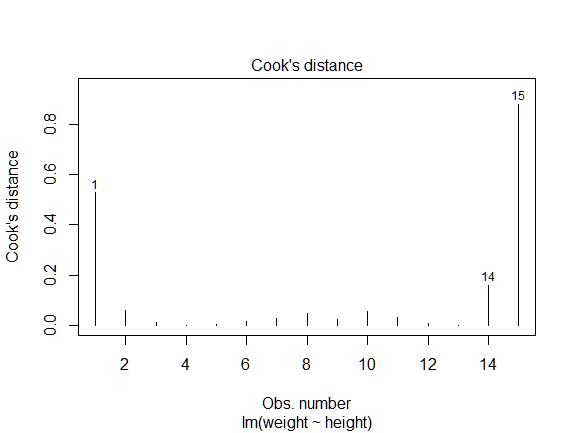 Cook's distance
15
0.8
0.6
1
Cook's distance
0.4
0.2
14
0.0
2 4 6 8 10 12 14
Obs. number
lm(weight ~ height)